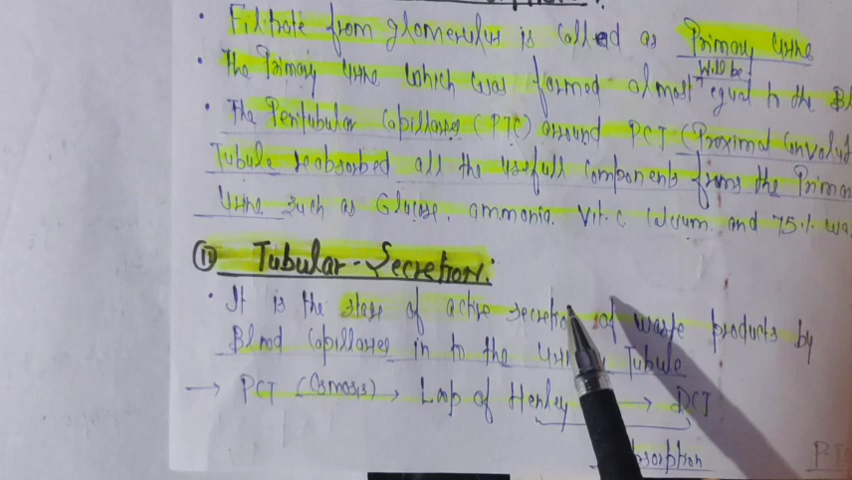 • Filtrate from glomerulus is called as Primary Urine
• The Primary Urine which was formed almost will be equal to the Bl
• The Peritubular Capillaries (PTC) around PCT (Proximal Convolut
Tubule reabsorbed all the usefull Components from the Primar
Urine such as Glucose, ammonia, Vit.C Calcium and 75% wa
(ii) Tubular-Secretion:
• It is the stage of active secretion of waste products by
Blood Capillaries in to the Tubule
→ PCT (Osmosis) → Loop of Henley → DCT